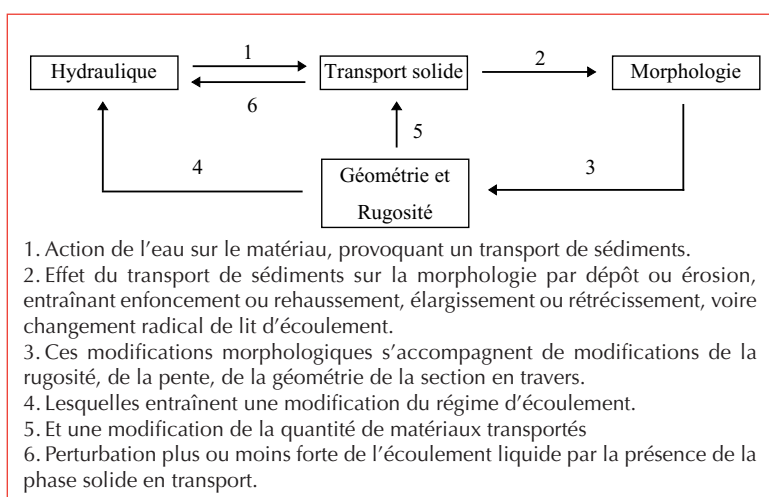 1
2
Hydraulique
Transport solide
Morphologie
6
5
4
3
Géométrie et
Rugosité
1. Action de l’eau sur le matériau, provoquant un transport de sédiments.
2. Effet du transport de sédiments sur la morphologie par dépôt ou érosion,
entraînant enfoncement ou rehaussement, élargissement ou rétrécissement, voire
changement radical de lit d’écoulement.
3. Ces modifications morphologiques s’accompagnent de modifications de la
rugosité, de la pente, de la géométrie de la section en travers.
4. Lesquelles entraînent une modification du régime d’écoulement.
5. Et une modification de la quantité de matériaux transportés
6. Perturbation plus ou moins forte de l’écoulement liquide par la présence de la
phase solide en transport.